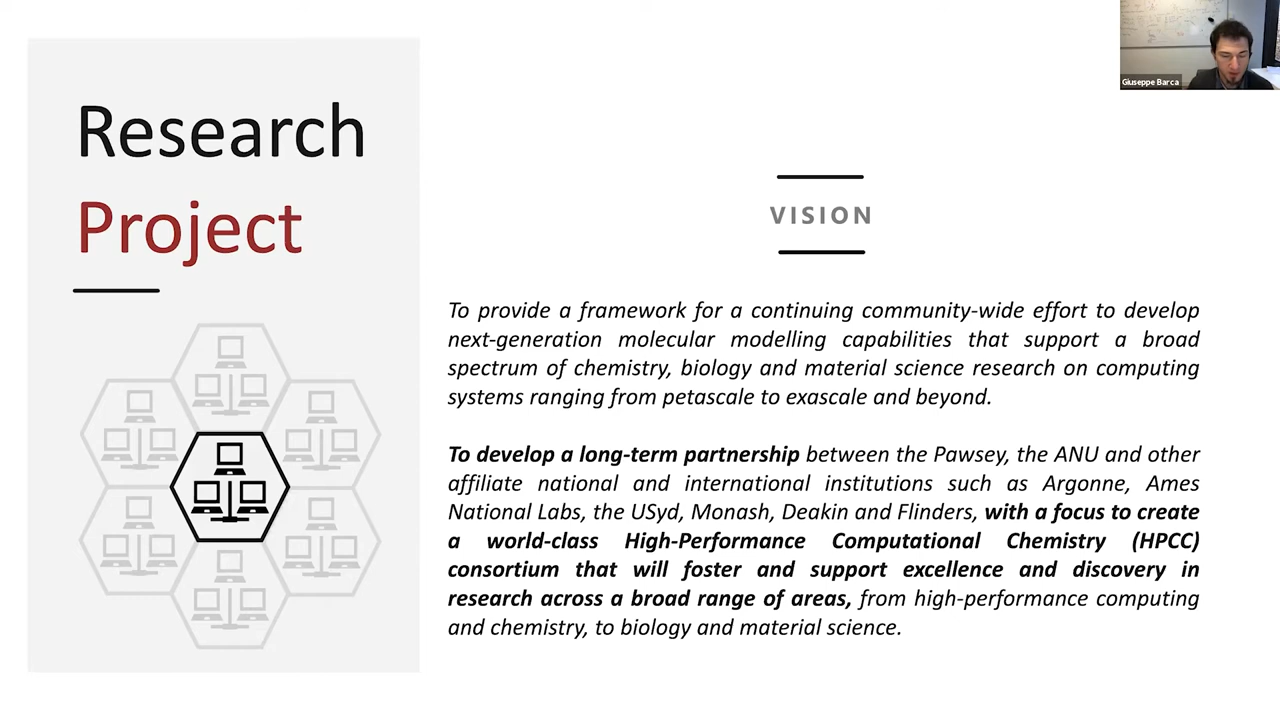 Research
Project
VISION
To provide a framework for a continuing community-wide effort to develop
next-generation molecular modelling capabilities that support a broad
spectrum of chemistry, biology and material science research on computing
systems ranging from petascale to exascale and beyond.
To develop a long-term partnership between the Pawsey, the ANU and other
affiliate national and international institutions such as Argonne, Ames
National Labs, the USyd, Monash, Deakin and Flinders, with a focus to create
a world-class High-Performance Computational Chemistry (HPCC)
consortium that will foster and support excellence and discovery in
research across a broad range of areas, from high-performance computing
and chemistry, to biology and material science.
Giuseppe Barca